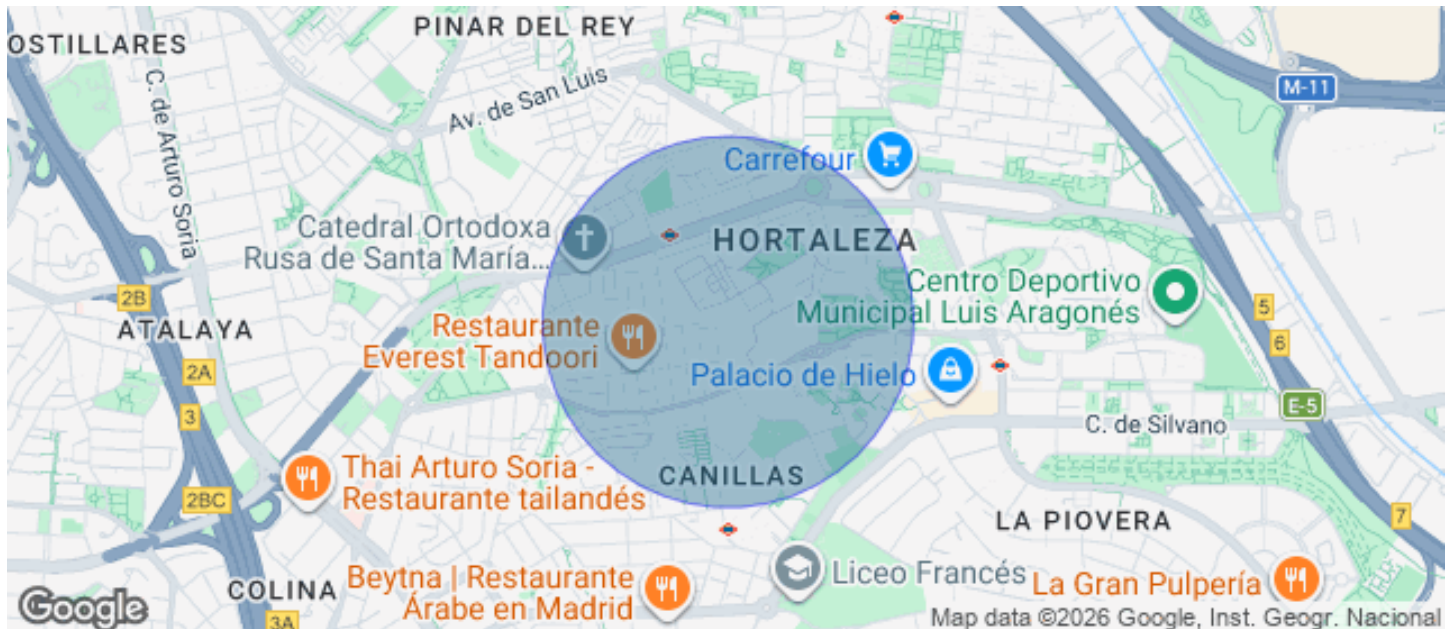 PINAR DEL REY
OSTILLARES
C. de Arturo Soria
Av. de San Luis
M-11
Carrefour
Catedral Ortodoxa
Rusa de Santa María...
HORTALEZA
Centro Deportivo
Municipal Luis Aragonés
2B
5
ATALAYA
Restaurante
Everest Tandoori
6
2A
Palacio de Hielo
3
E-5
C. de Silvano
Thai Arturo Soria -
Restaurante tailandés
CANILLAS
2BC
7
LA PIOVERA
COLINA
Beytna | Restaurante
Árabe en Madrid
Liceo Francés
La Gran Pulpería
Google
3A
Map data ©2026 Google, Inst. Geogr. Nacional